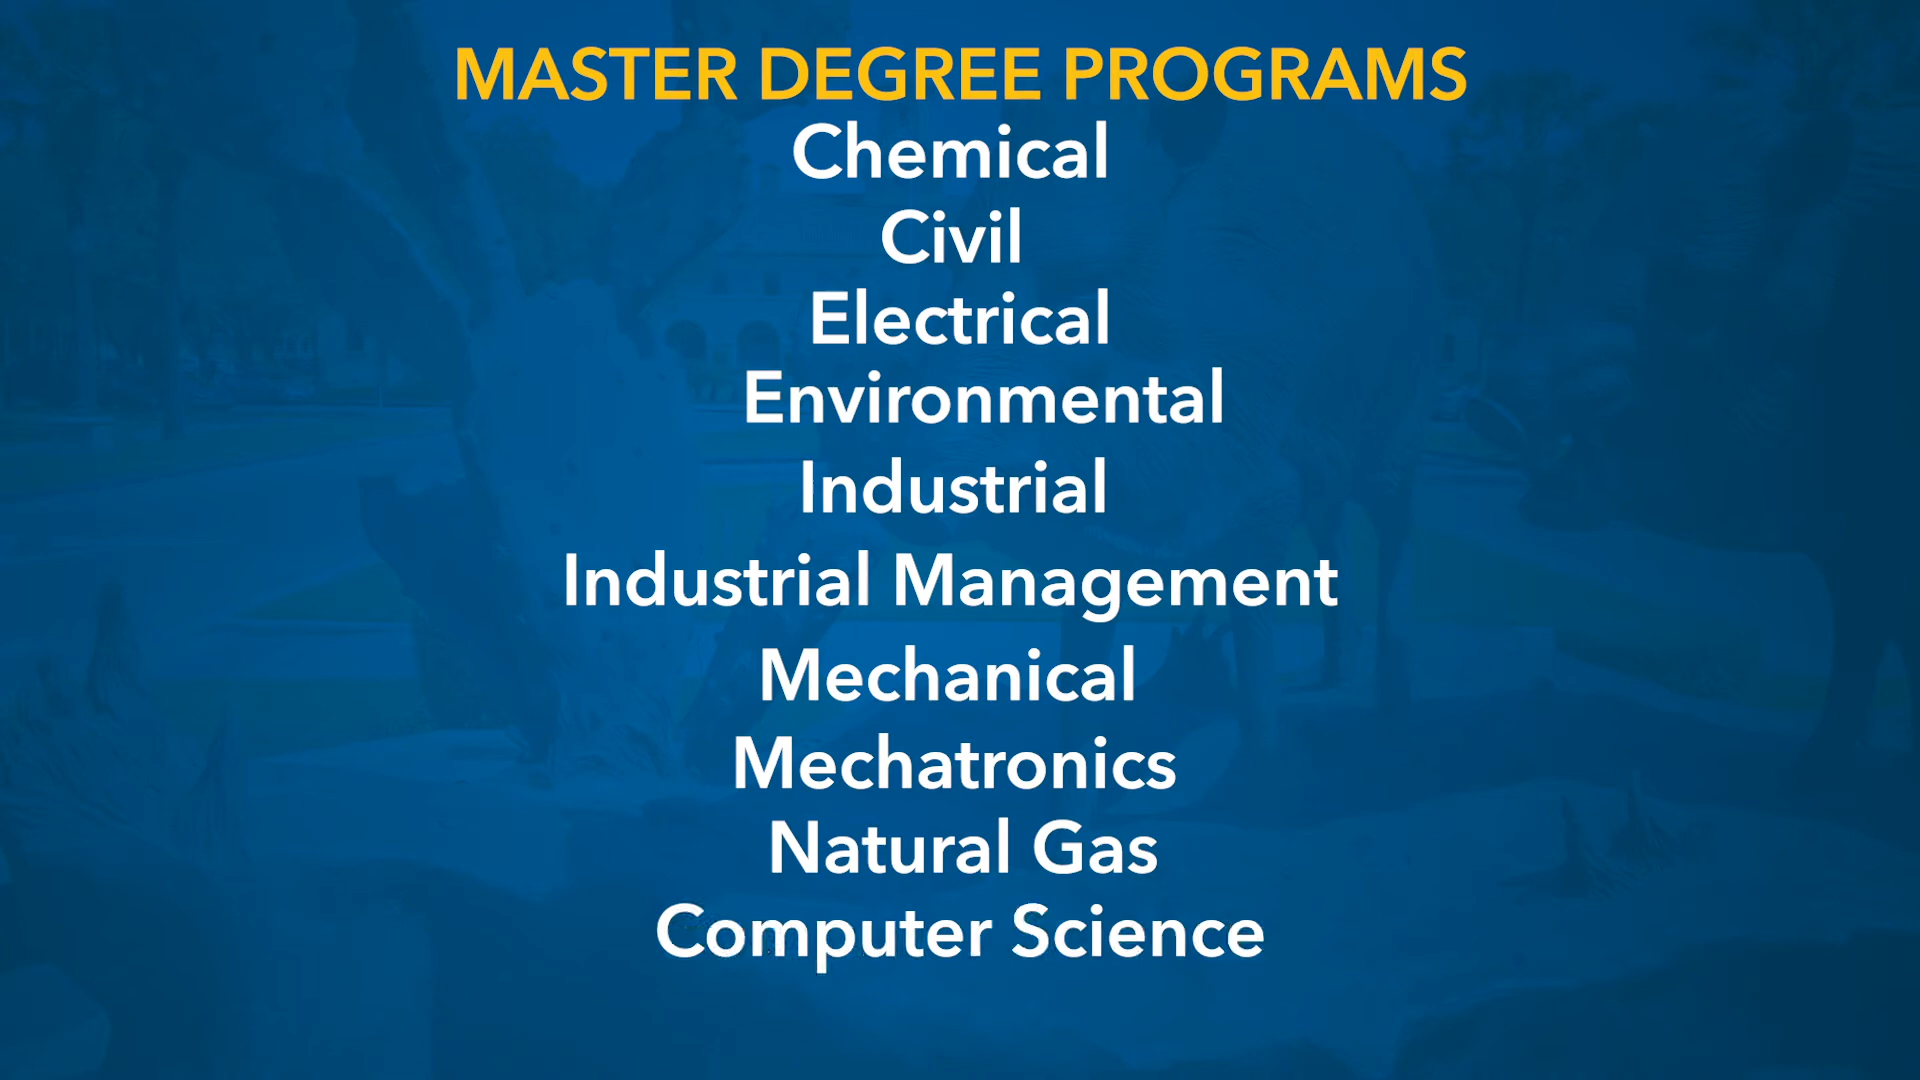 MASTER DEGREE PROGRAMS
Chemical
Civil
Electrical
Environmental
Industrial
Industrial Management
Mechanical
Mechatronics
Natural Gas
Computer Science